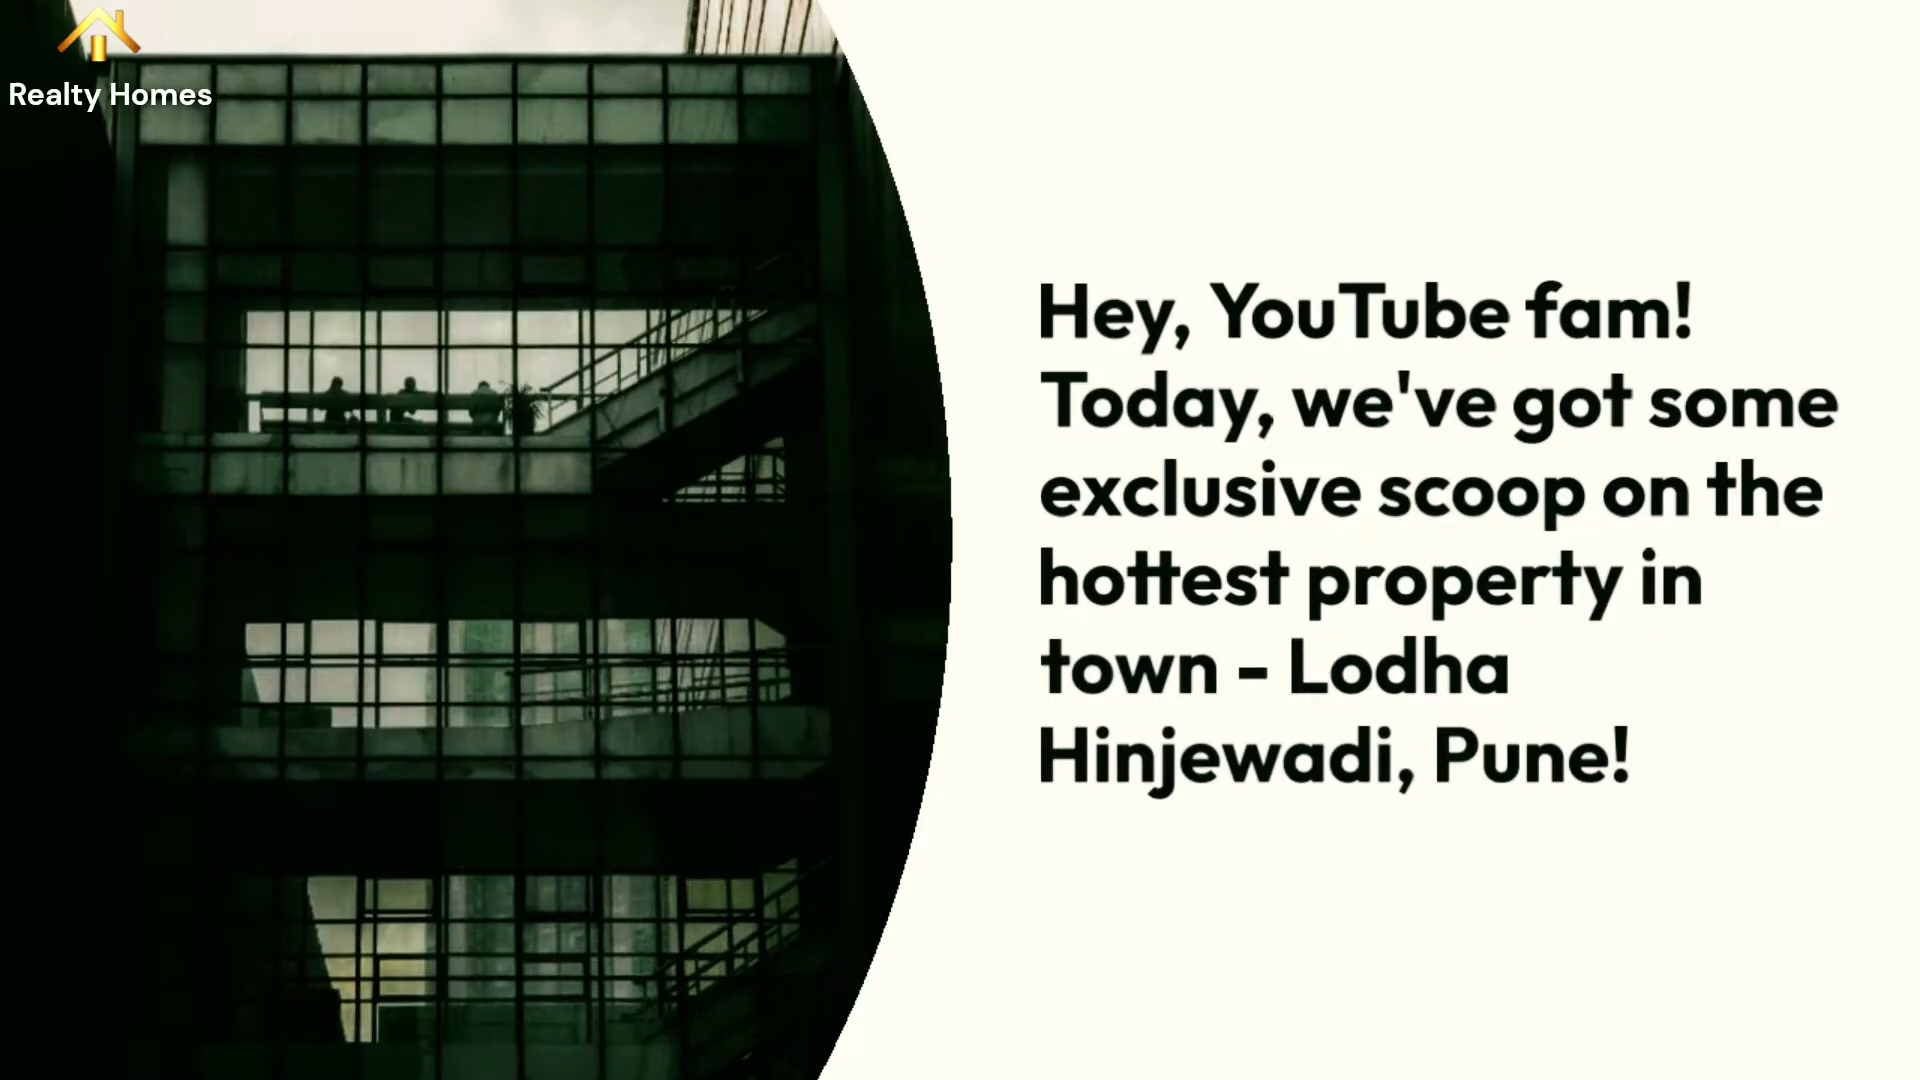 Realty Homes
Hey, YouTube fam!
Today, we've got some
exclusive scoop on the
hottest property in
town - Lodha
Hinjewadi, Pune!